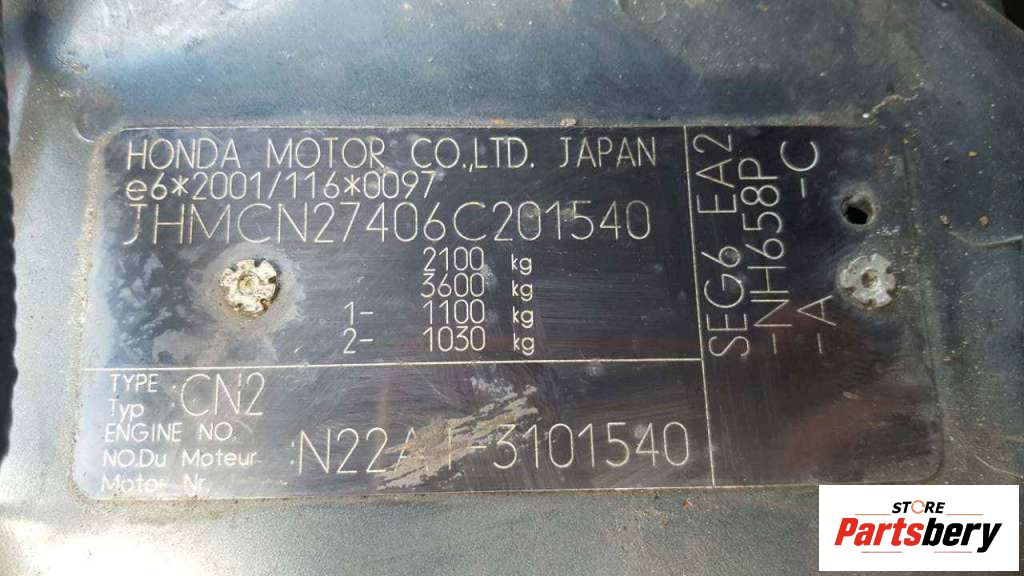 HONDA MOTOR CO.,LTD. JAPAN
e6*2001/116*0097
JHMCN27406C201540
2100 kg
3600 kg
1- 1100 kg
2- 1030 kg
TYPE
Typ :CN2
ENGINE NO.
NO.Du Moteur :N22A1-3101540
Motor Nr.
SEG6 EA2
-NH658P
-A -C
STORE
Partsbery